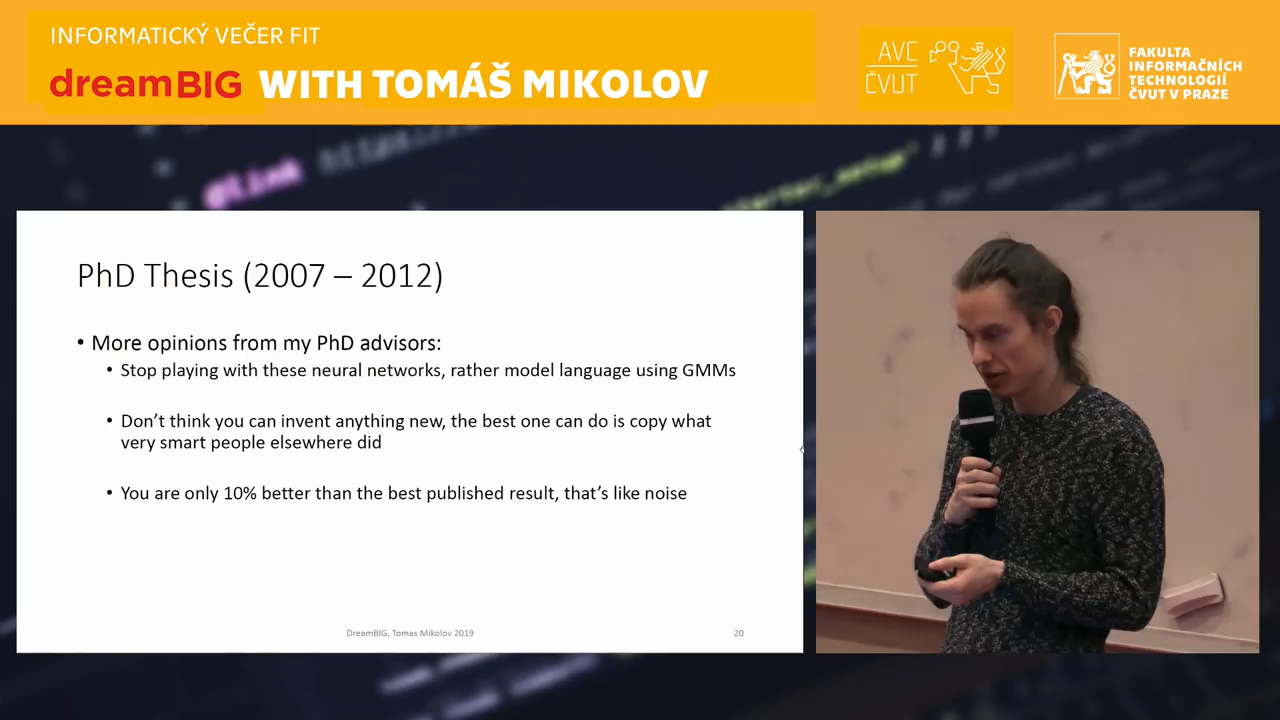 INFORMATICKÝ VEČER FIT
dreamBIG WITH TOMÁŠ MIKOLOV
AVC
ČVUT
FAKULTA
INFORMAČNÍCH
TECHNOLOGIÍ
ČVUT V PRAZE
@link
PhD Thesis (2007 – 2012)
• More opinions from my PhD advisors:
• Stop playing with these neural networks, rather model language using GMMs
• Don't think you can invent anything new, the best one can do is copy what
very smart people elsewhere did
• You are only 10% better than the best published result, that's like noise
DreamBIG, Tomas Mikolov 2019
20